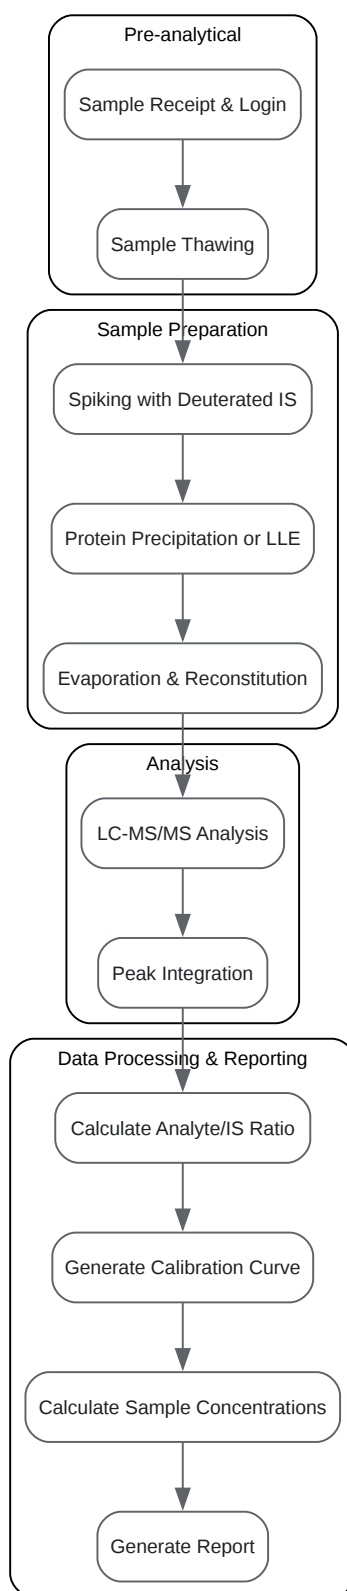 Pre-analytical
Sample Receipt & Login
Sample Thawing
Sample Preparation
Spiking with Deuterated IS
Protein Precipitation or LLE
Evaporation & Reconstitution
Analysis
LC-MS/MS Analysis
Peak Integration
Data Processing & Reporting
Calculate Analyte/IS Ratio
Generate Calibration Curve
Calculate Sample Concentrations
Generate Report